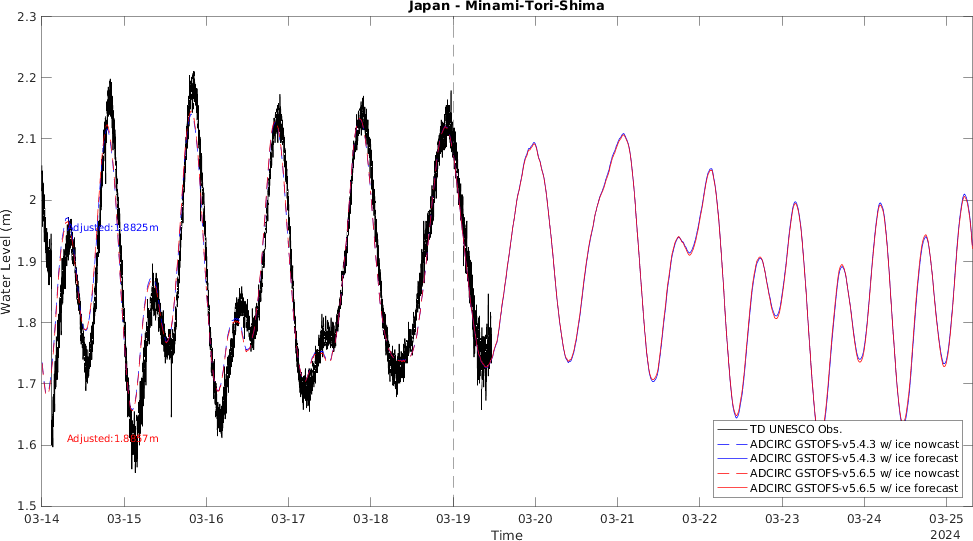 Japan - Minami-Tori-Shima
Water Level (m)
2.3
2.2
2.1
2
1.9
1.8
1.7
1.6
1.5
Adjusted:1.8825m
TD UNESCO Obs.
ADCIRC GSTOFS-v5.4.3 w/ ice nowcast
ADCIRC GSTOFS-v5.4.3 w/ ice forecast
ADCIRC GSTOFS-v5.6.5 w/ ice nowcast
ADCIRC GSTOFS-v5.6.5 w/ ice forecast
03-14 03-15 03-16 03-17 03-18 03-19 03-20 03-21 03-22 03-23 03-24 03-25
Time
2024